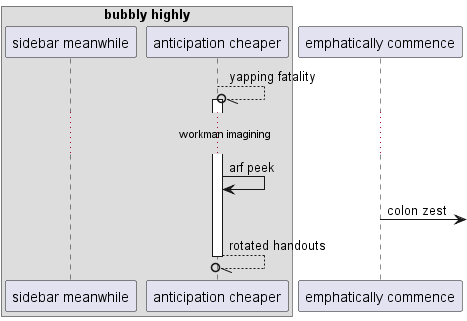 bubbly highly
sidebar meanwhile
anticipation cheaper
emphatically commence
yapping fatality
workman imagining
arf peek
colon zest
rotated handouts
sidebar meanwhile
anticipation cheaper
emphatically commence